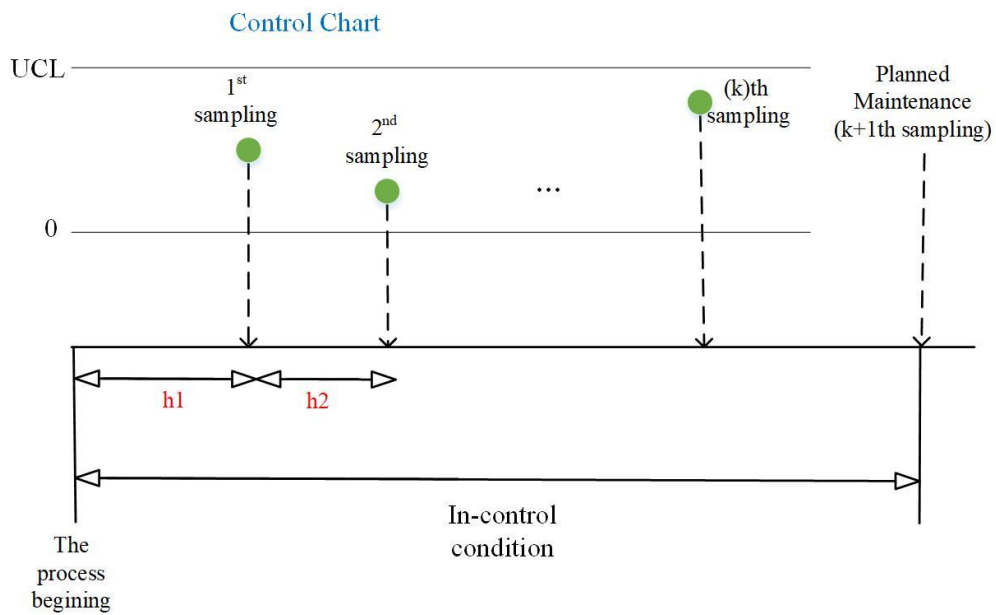 Control Chart
UCL
1st
sampling
2nd
sampling
...
(k)th
sampling
Planned
Maintenance
(k+1th sampling)
0
h1
h2
In-control
condition
The
process
begining